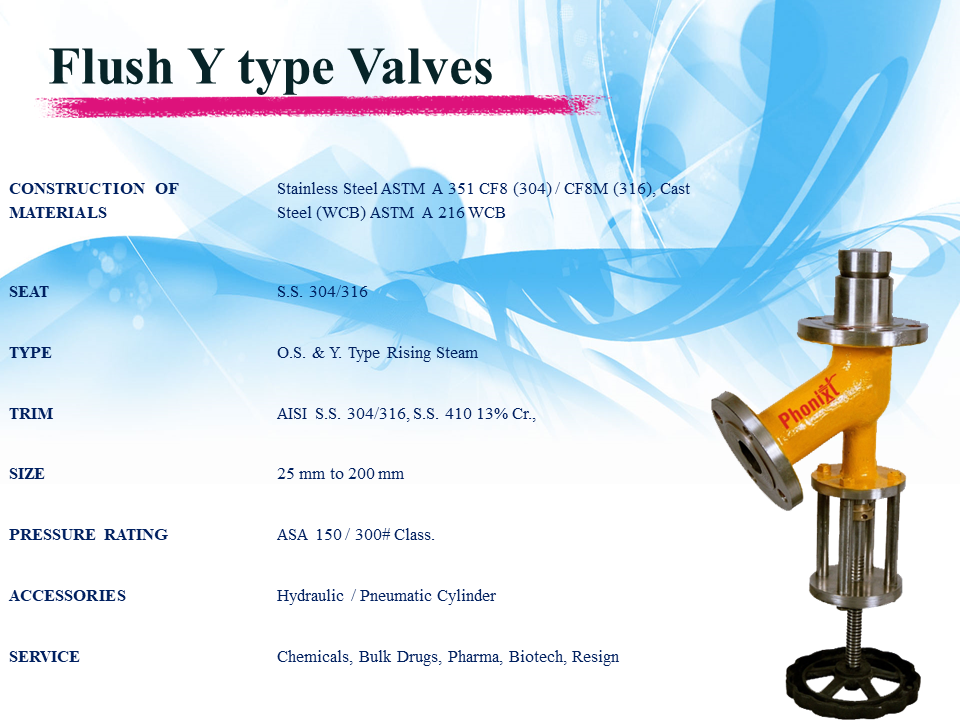 Flush Y type Valves
CONSTRUCTION OF
MATERIALS
Stainless Steel ASTM A 351 CF8 (304) / CF8M (316), Cast
Steel (WCB) ASTM A 216 WCB
SEAT
S.S. 304/316
TYPE
O.S. & Y. Type Rising Steam
TRIM
AISI S.S. 304/316, S.S. 410 13% Cr.,
SIZE
25 mm to 200 mm
PRESSURE RATING
ASA 150 / 300# Class.
ACCESSORIES
Hydraulic / Pneumatic Cylinder
SERVICE
Chemicals, Bulk Drugs, Pharma, Biotech, Resign
Phonixt